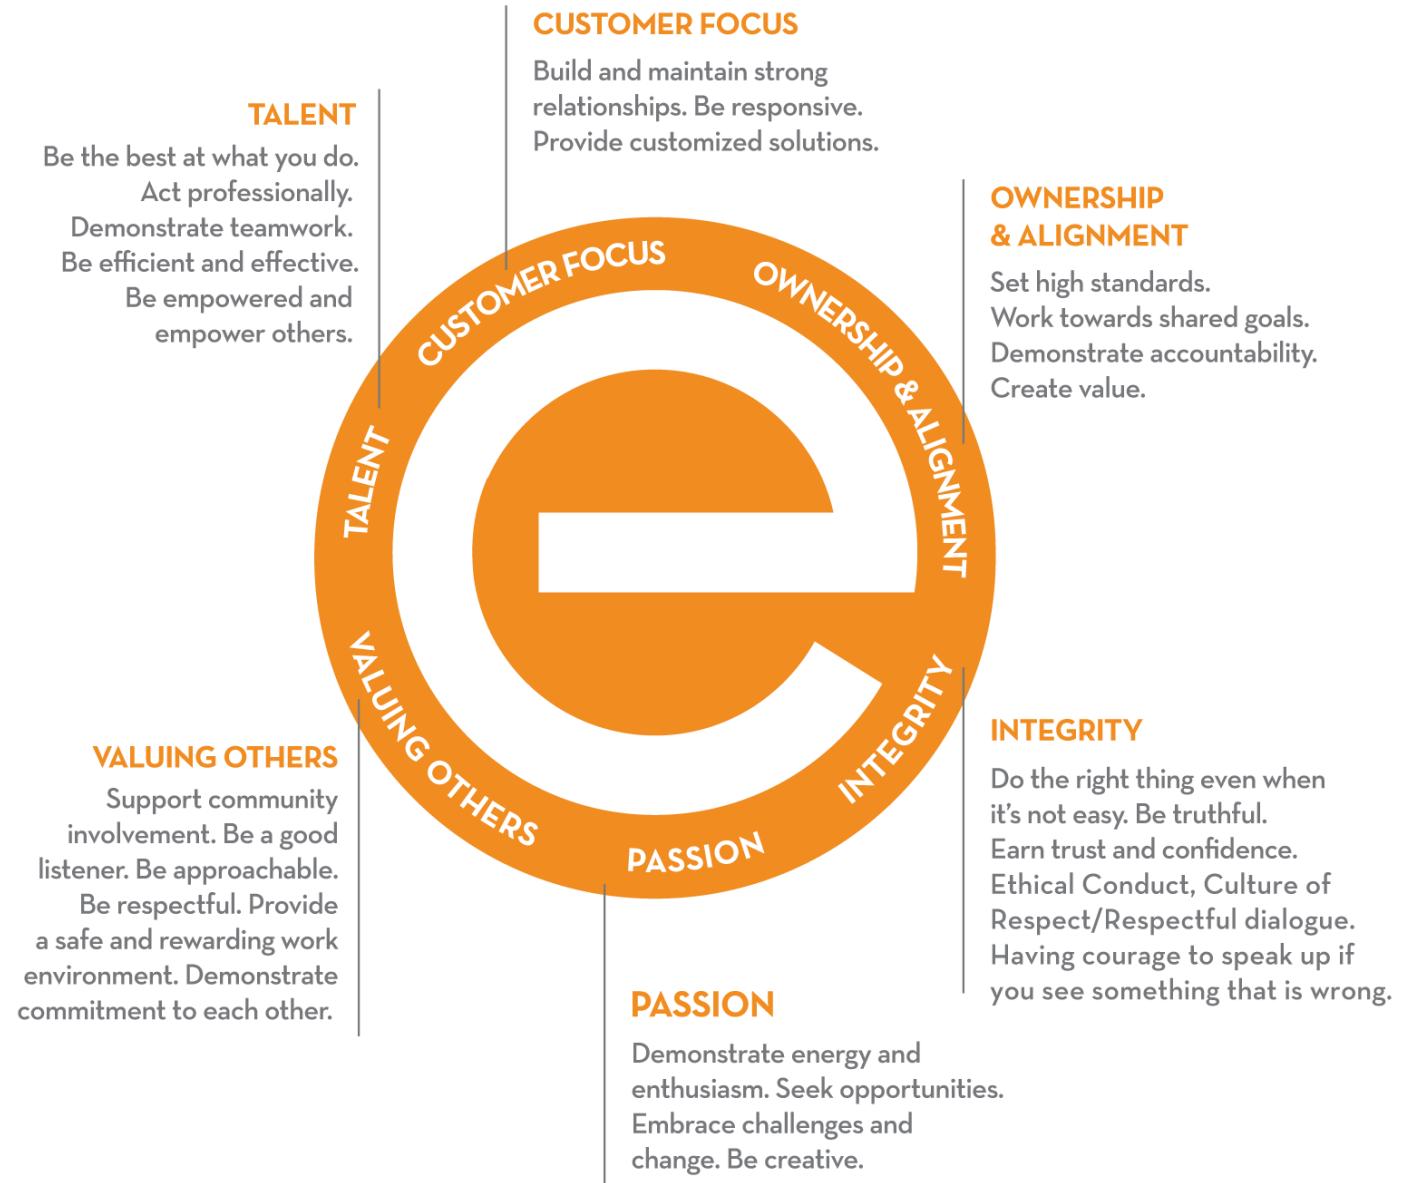 CUSTOMER FOCUS
Build and maintain strong
relationships. Be responsive.
Provide customized solutions.
TALENT
Be the best at what you do.
Act professionally.
Demonstrate teamwork.
Be efficient and effective.
Be empowered and
empower others.
OWNERSHIP
& ALIGNMENT
Set high standards.
Work towards shared goals.
Demonstrate accountability.
Create value.
CUSTOMER FOCUS
OWNERSHIP & ALIGNMENT
TALENT
e
VALUING OTHERS
PASSION
INTEGRITY
VALUING OTHERS
Support community
involvement. Be a good
listener. Be approachable.
Be respectful. Provide
a safe and rewarding work
environment. Demonstrate
commitment to each other.
INTEGRITY
Do the right thing even when
it’s not easy. Be truthful.
Earn trust and confidence.
Ethical Conduct, Culture of
Respect/Respectful dialogue.
Having courage to speak up if
you see something that is wrong.
PASSION
Demonstrate energy and
enthusiasm. Seek opportunities.
Embrace challenges and
change. Be creative.